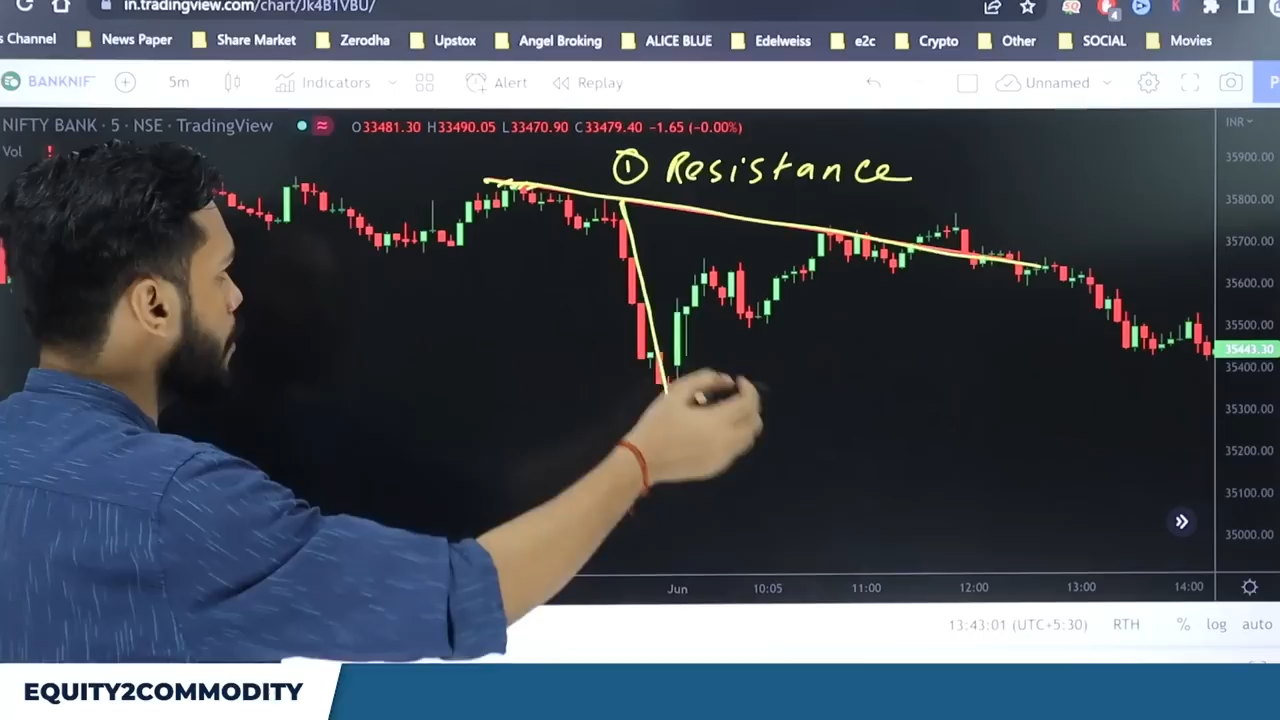 in.tradingview.com/chart/Jk4B1VBU/
4
K
s Channel News Paper Share Market Zerodha Upstox Angel Broking ALICE BLUE Edelweiss e2c Crypto Other SOCIAL Movies
BANKNIF 5m Indicators Alert Replay Unnamed P
NIFTY BANK · 5 · NSE · TradingView O33481.30 H33490.05 L33470.90 C33479.40 −1.65 (−0.00%) INR
Vol !
① Resistance
35900.00
35800.00
35700.00
35600.00
35500.00
35443.30
35400.00
35300.00
35200.00
35100.00
35000.00
Jun 10:05 11:00 12:00 13:00 14:00
13:43:01 (UTC+5:30) RTH % log auto
EQUITY2COMMODITY